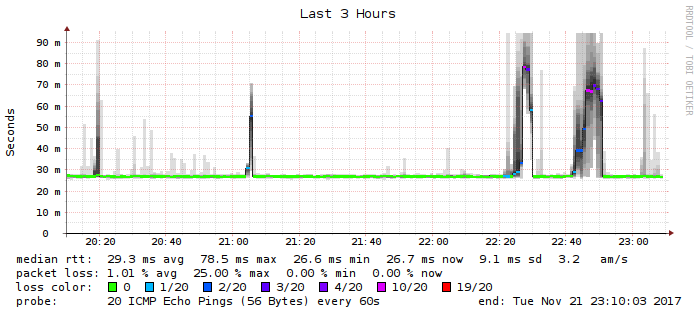 Last 3 Hours
RRDTOOL / TOBI OETIKER
Seconds
90 m
80 m
70 m
60 m
50 m
40 m
30 m
20 m
10 m
0
20:20 20:40 21:00 21:20 21:40 22:00 22:20 22:40 23:00
median rtt: 29.3 ms avg 78.5 ms max 26.6 ms min 26.7 ms now 9.1 ms sd 3.2 am/s
packet loss: 1.01 % avg 25.00 % max 0.00 % min 0.00 % now
loss color: 0 1/20 2/20 3/20 4/20 10/20 19/20
probe: 20 ICMP Echo Pings (56 Bytes) every 60s end: Tue Nov 21 23:10:03 2017